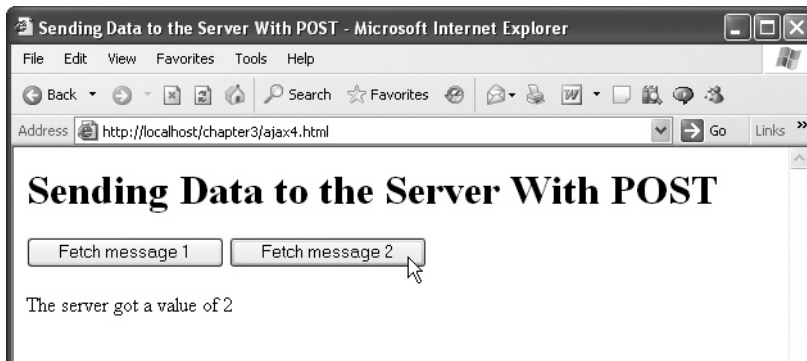 Sending Data to the Server With POST - Microsoft Internet Explorer
File Edit View Favorites Tools Help
Back Search Favorites W
Address http://localhost/chapter3/ajax4.html Go Links »
Sending Data to the Server With POST
Fetch message 1 Fetch message 2
The server got a value of 2